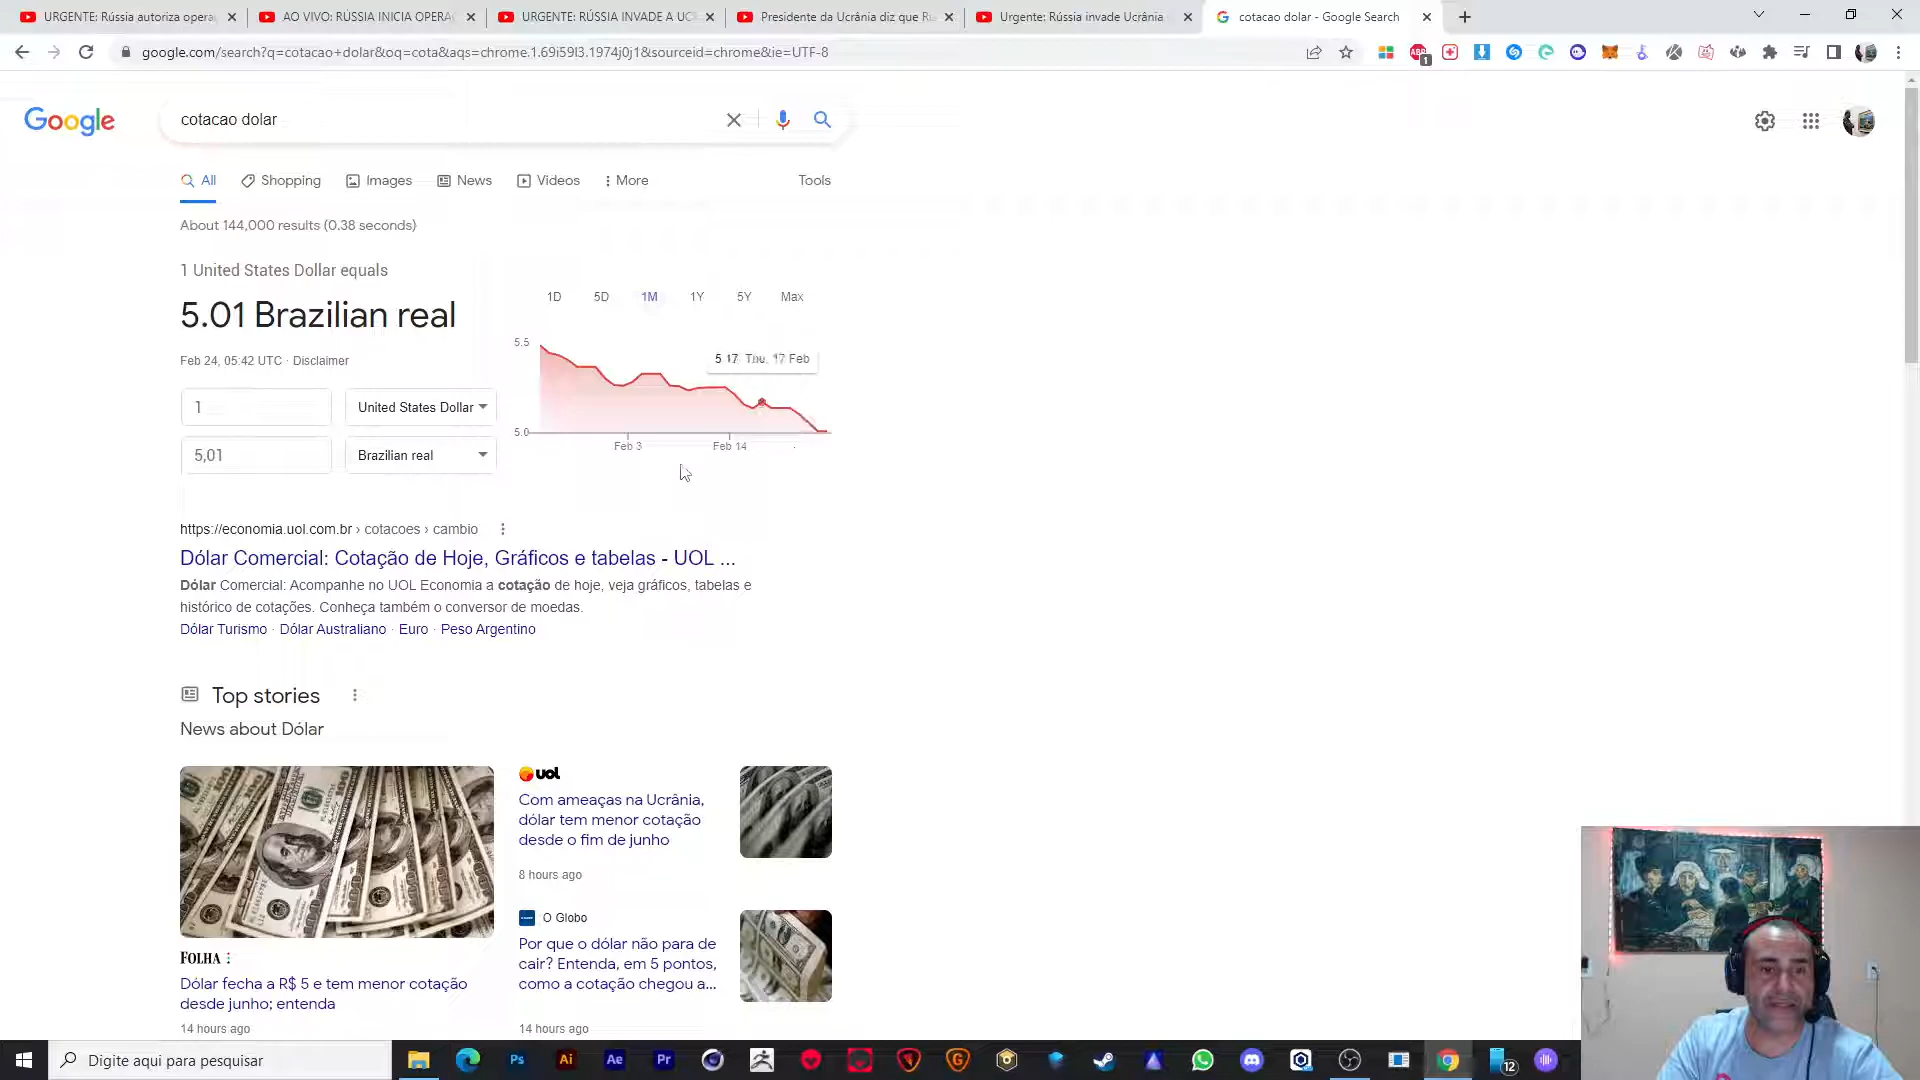 URGENTE: Rússia autoriza opera
AO VIVO: RÚSSIA INICIA OPERAÇ
URGENTE: RÚSSIA INVADE A UC
Presidente da Ucrânia diz que Ru
Urgente: Rússia invade Ucrânia
cotacao dolar - Google Search
google.com/search?q=cotacao+dolar&oq=cota&aqs=chrome.1.69i59l3.1974j0j1&sourceid=chrome&ie=UTF-8
ABP
1
Google
cotacao dolar
All
Shopping
Images
News
Videos
More
Tools
About 144,000 results (0.38 seconds)
1 United States Dollar equals
5.01 Brazilian real
Feb 24, 05:42 UTC · Disclaimer
1
United States Dollar
5,01
Brazilian real
1D
5D
1M
1Y
5Y
Max
5.5
5.17 Thu, 17 Feb
5.0
Feb 3
Feb 14
https://economia.uol.com.br › cotacoes › cambio
Dólar Comercial: Cotação de Hoje, Gráficos e tabelas - UOL ...
Dólar Comercial: Acompanhe no UOL Economia a cotação de hoje, veja gráficos, tabelas e
histórico de cotações. Conheça também o conversor de moedas.
Dólar Turismo · Dólar Australiano · Euro · Peso Argentino
Top stories
News about Dólar
FOLHA
Dólar fecha a R$ 5 e tem menor cotação
desde junho; entenda
14 hours ago
uol
Com ameaças na Ucrânia,
dólar tem menor cotação
desde o fim de junho
8 hours ago
O Globo
Por que o dólar não para de
cair? Entenda, em 5 pontos,
como a cotação chegou a...
14 hours ago
Digite aqui para pesquisar
Ps
Ai
Ae
Pr
12